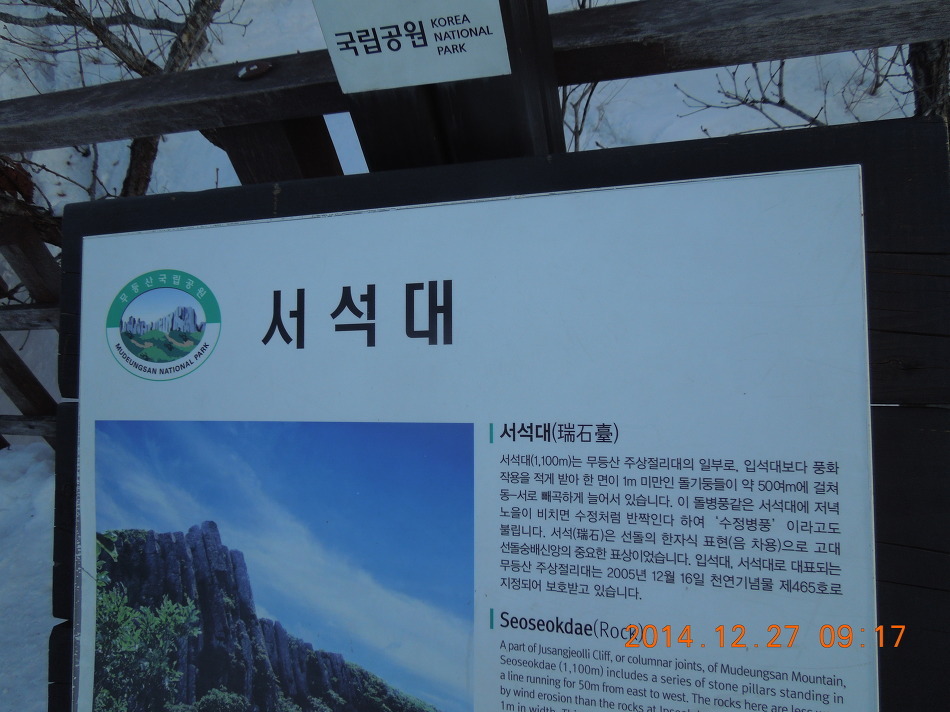 국립공원 KOREA
NATIONAL
PARK
무등산국립공원
MUDEUNGSAN NATIONAL PARK
서석대
서석대(瑞石臺)
서석대(1,100m)는 무등산 주상절리대의 일부로, 입석대보다 풍화
작용을 적게 받아 한 면이 1m 미만인 돌기둥들이 약 50여m에 걸쳐
동-서로 빼곡하게 늘어서 있습니다. 이 돌병풍같은 서석대에 저녁
노을이 비치면 수정처럼 반짝인다 하여 '수정병풍' 이라고도
불립니다. 서석(瑞石)은 선돌의 한자식 표현(음 차용)으로 고대
선돌숭배신앙의 중요한 표상이었습니다. 입석대, 서석대로 대표되는
무등산 주상절리대는 2005년 12월 16일 천연기념물 제465호로
지정되어 보호받고 있습니다.
Seoseokdae(Rock)
2014.12.27 09:17
A part of Jusangjeolli Cliff, or columnar joints, of Mudeungsan Mountain,
Seoseokdae (1,100m) includes a series of stone pillars standing in
a line running for 50m from east to west. The rocks here are less
by wind erosion than the rocks at
1m in width.